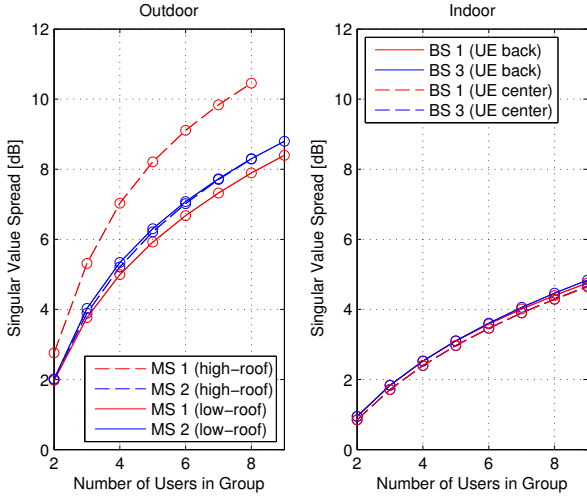 Outdoor
12
10
8
6
4
2
0
2
4
6
8
Singular Value Spread [dB]
Number of Users in Group
MS 1 (high-roof)
MS 2 (high-roof)
MS 1 (low-roof)
MS 2 (low-roof)
Indoor
12
10
8
6
4
2
0
2
4
6
8
Singular Value Spread [dB]
Number of Users in Group
BS 1 (UE back)
BS 3 (UE back)
BS 1 (UE center)
BS 3 (UE center)